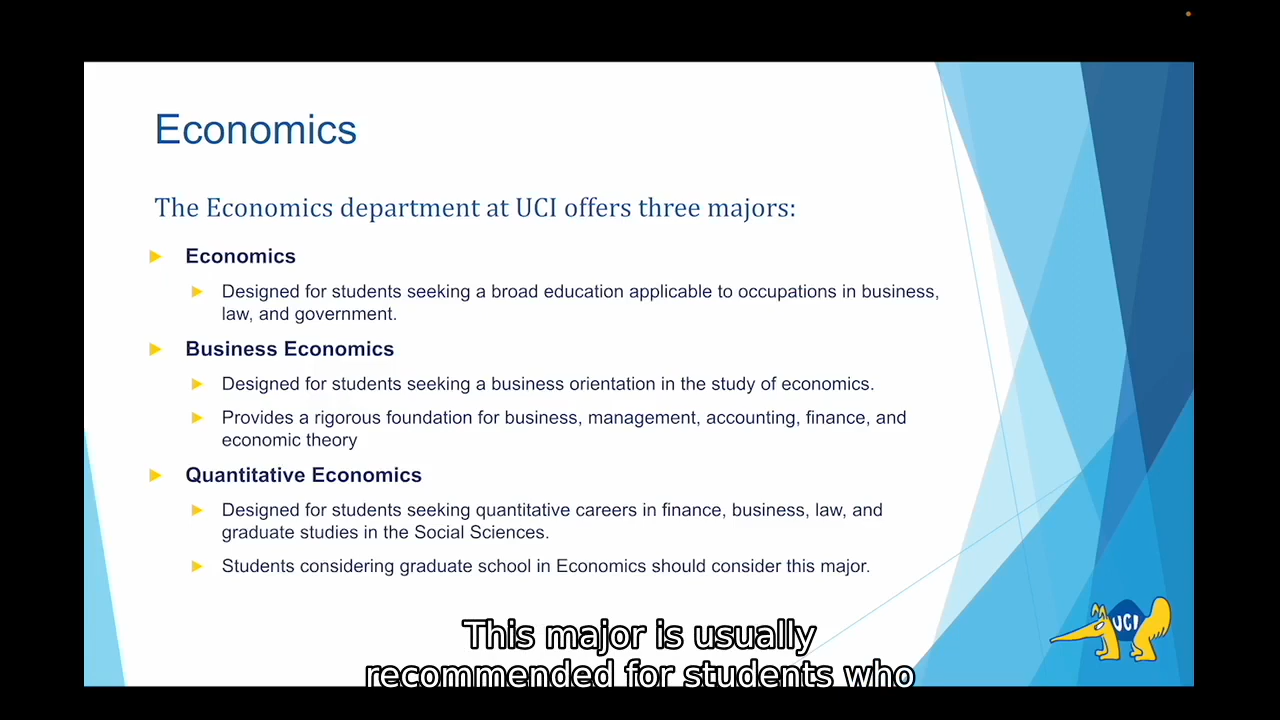 Economics
The Economics department at UCI offers three majors:
Economics
Designed for students seeking a broad education applicable to occupations in business,
law, and government.
Business Economics
Designed for students seeking a business orientation in the study of economics.
Provides a rigorous foundation for business, management, accounting, finance, and
economic theory
Quantitative Economics
Designed for students seeking quantitative careers in finance, business, law, and
graduate studies in the Social Sciences.
Students considering graduate school in Economics should consider this major.
UCI
This major is usually
recommended for students who